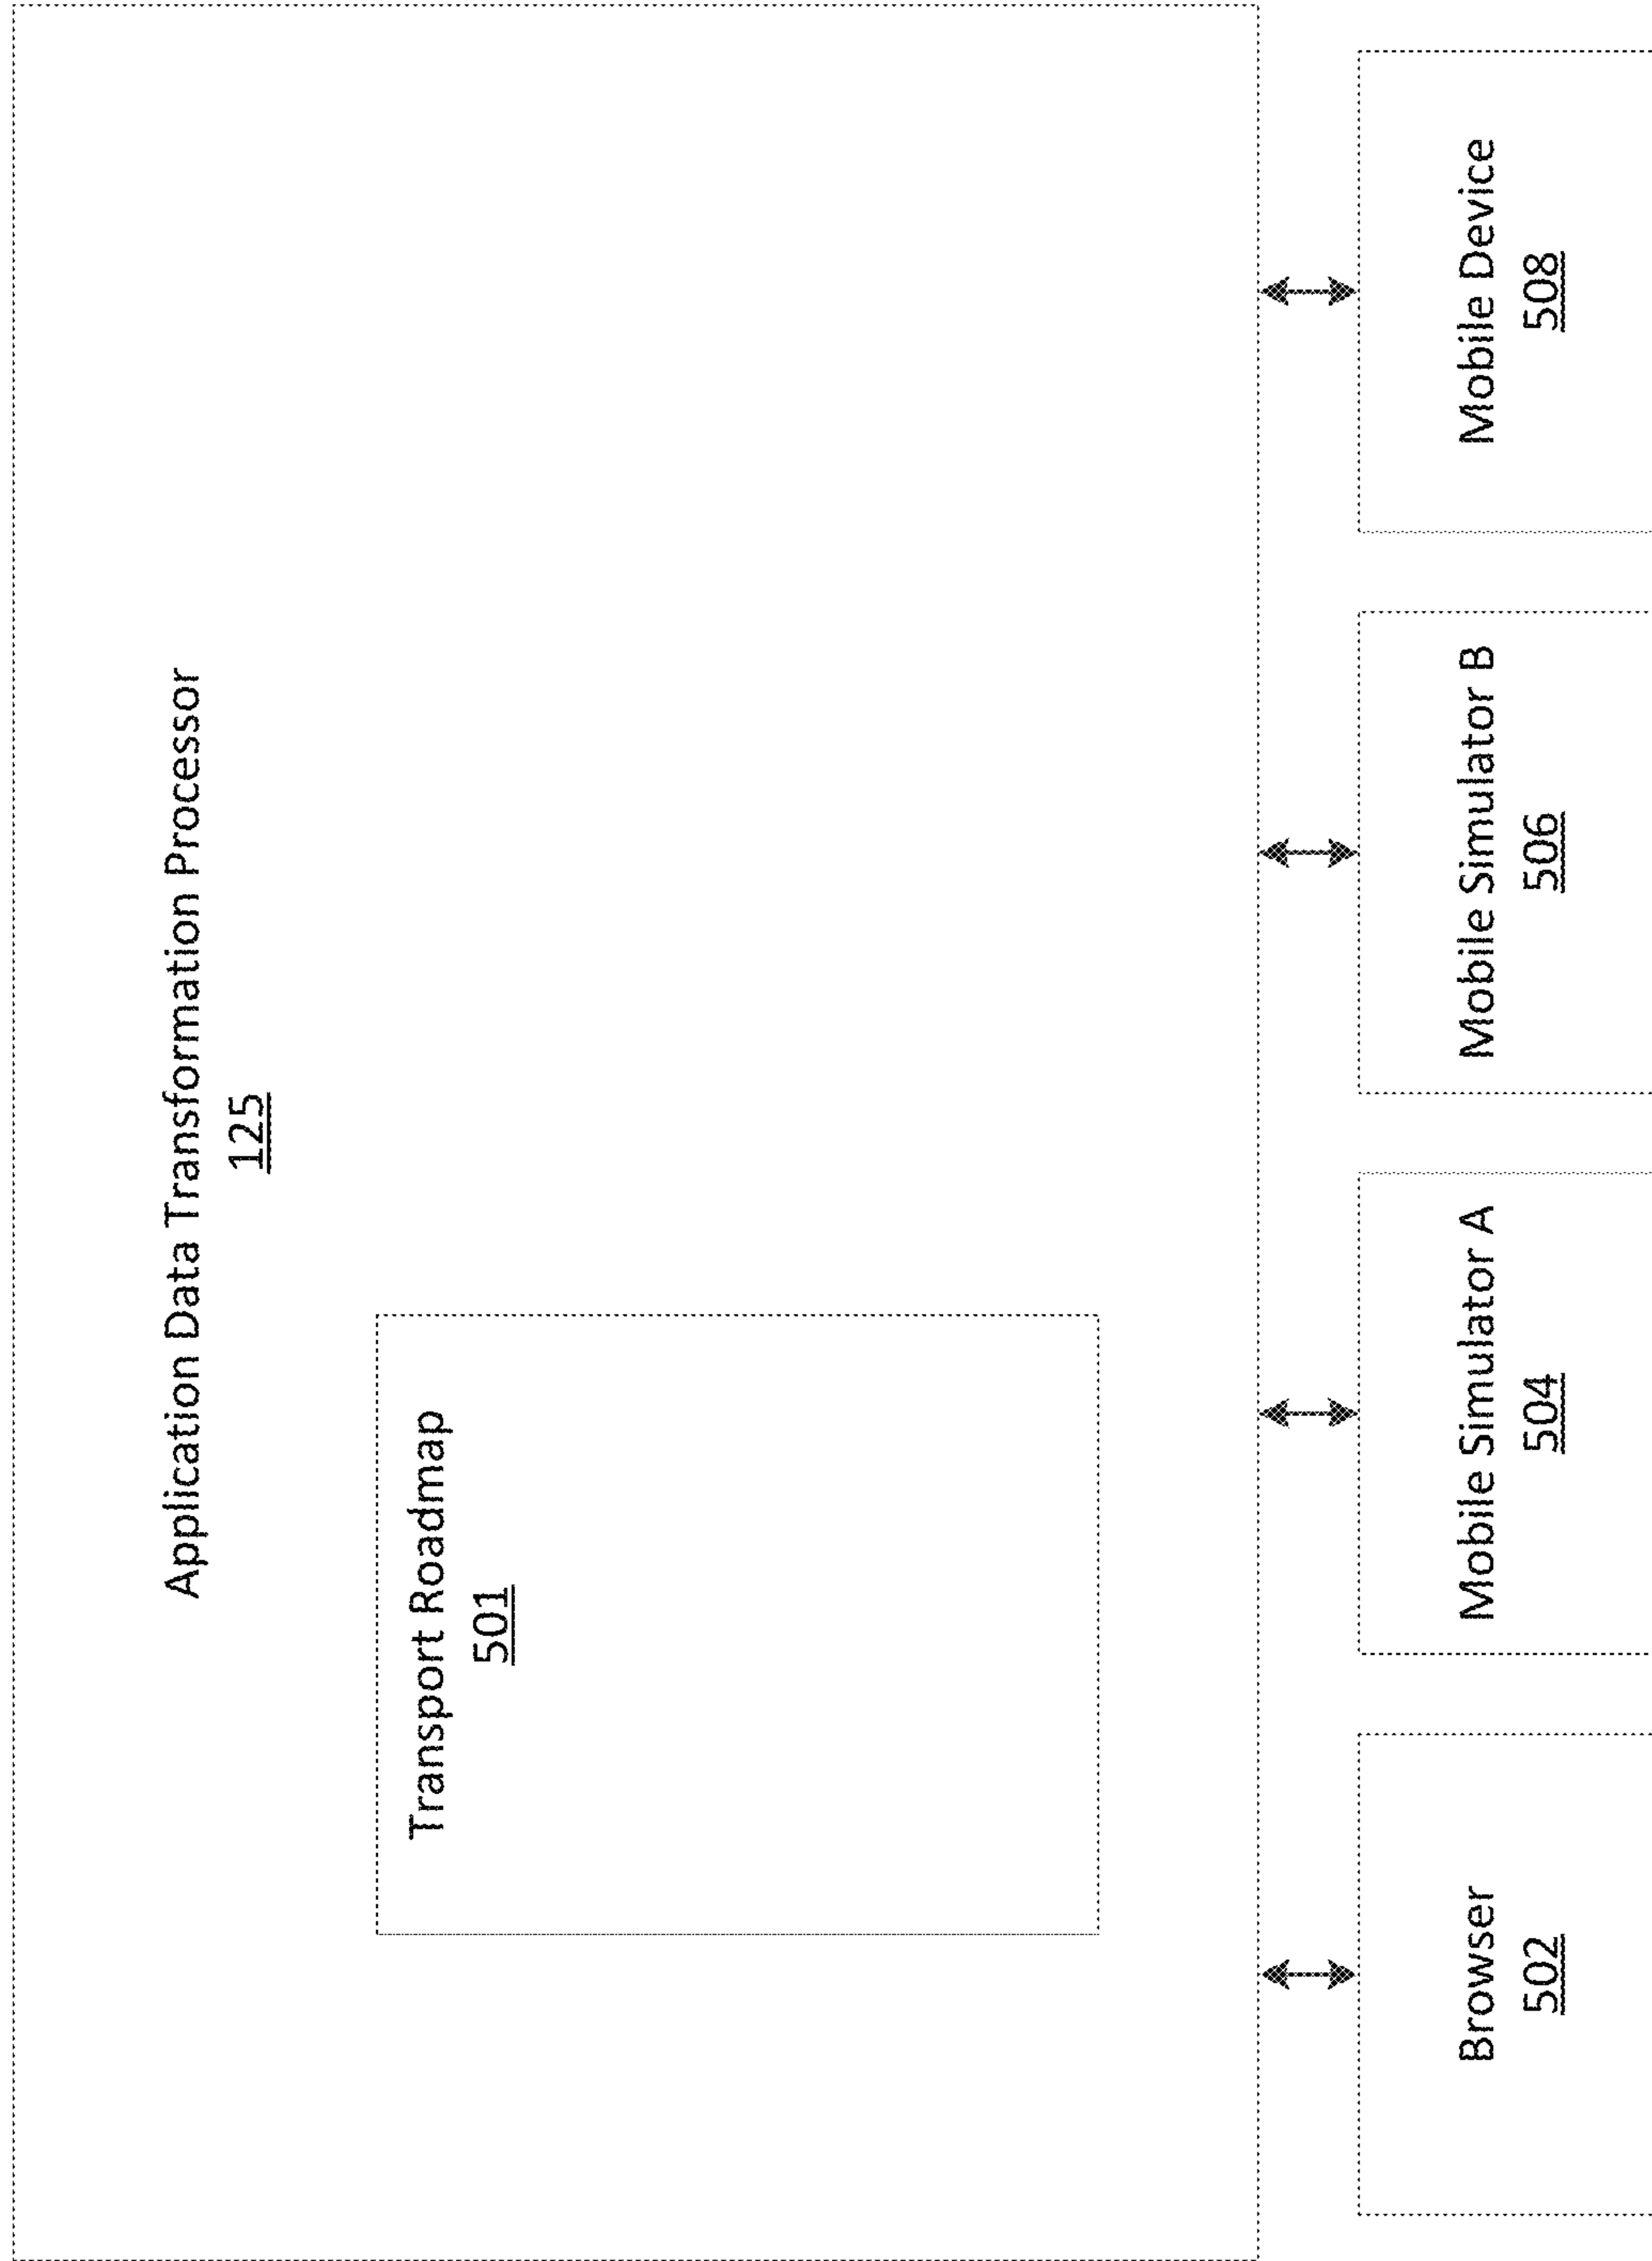 Application Data Transformation Processor
125
Transport Roadmap
501
Browser
502
Mobile Simulator A
504
Mobile Simulator B
506
Mobile Device
508